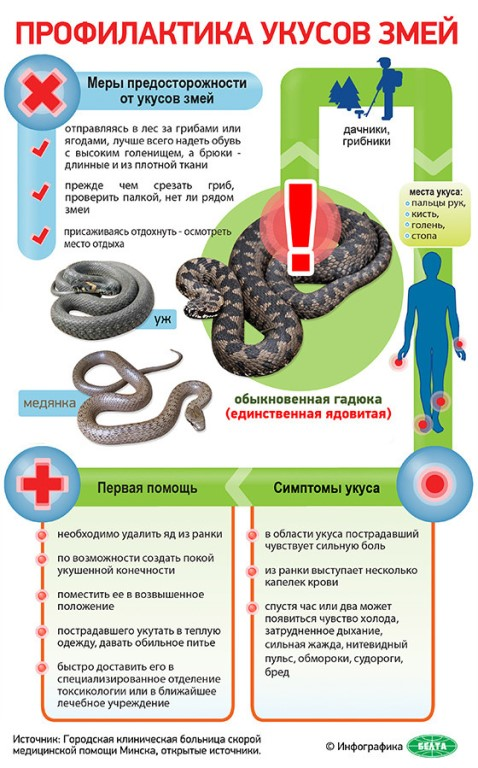 ПРОФИЛАКТИКА УКУСОВ ЗМЕЙ
Меры предосторожности
от укусов змей
отправляясь в лес за грибами или
ягодами, лучше всего надеть обувь
с высоким голенищем, а брюки -
длинные и из плотной ткани
прежде чем срезать гриб,
проверить палкой, нет ли рядом
змеи
присаживаясь отдохнуть - осмотреть
место отдыха
дачники,
грибники
места укуса:
пальцы рук,
кисть,
голень,
стопа
уж
медянка
обыкновенная гадюка
(единственная ядовитая)
Первая помощь
необходимо удалить яд из ранки
по возможности создать покой
укушенной конечности
поместить ее в возвышенное
положение
пострадавшего укутать в теплую
одежду, давать обильное питье
быстро доставить его в
специализированное отделение
токсикологии или в ближайшее
лечебное учреждение
Симптомы укуса
в области укуса пострадавший
чувствует сильную боль
из ранки выступает несколько
капелек крови
спустя час или два может
появиться чувство холода,
затрудненное дыхание,
сильная жажда, нитевидный
пульс, обмороки, судороги,
бред
Источник: Городская клиническая больница скорой
медицинской помощи Минска, открытые источники.
© Инфографика
БЕЛТА